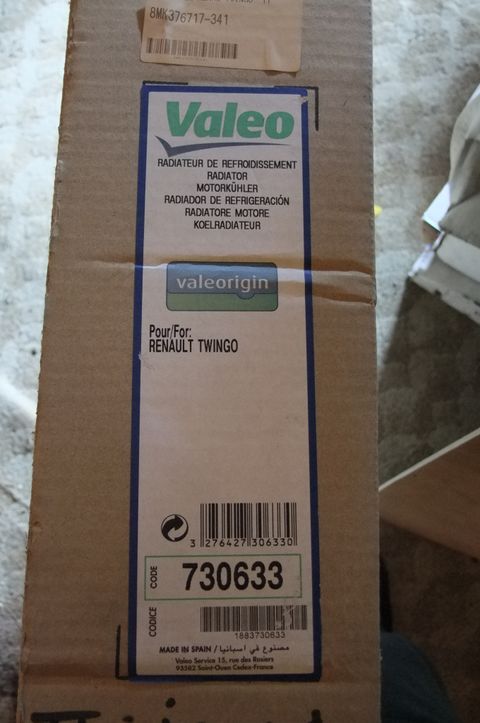 8MK376717-341
Valeo
RADIATEUR DE REFROIDISSEMENT
RADIATOR
MOTORKÜHLER
RADIADOR DE REFRIGERACIÓN
RADIATORE MOTORE
KOELRADIATEUR
valeorigin
Pour/For:
RENAULT TWINGO
3 276427 306330
CODE
730633
CODICE
1883730633
MADE IN SPAIN / مصنوع في اسبانيا
Valeo Service 15, rue des Rosiers
93582 Saint-Ouen Cedex-France